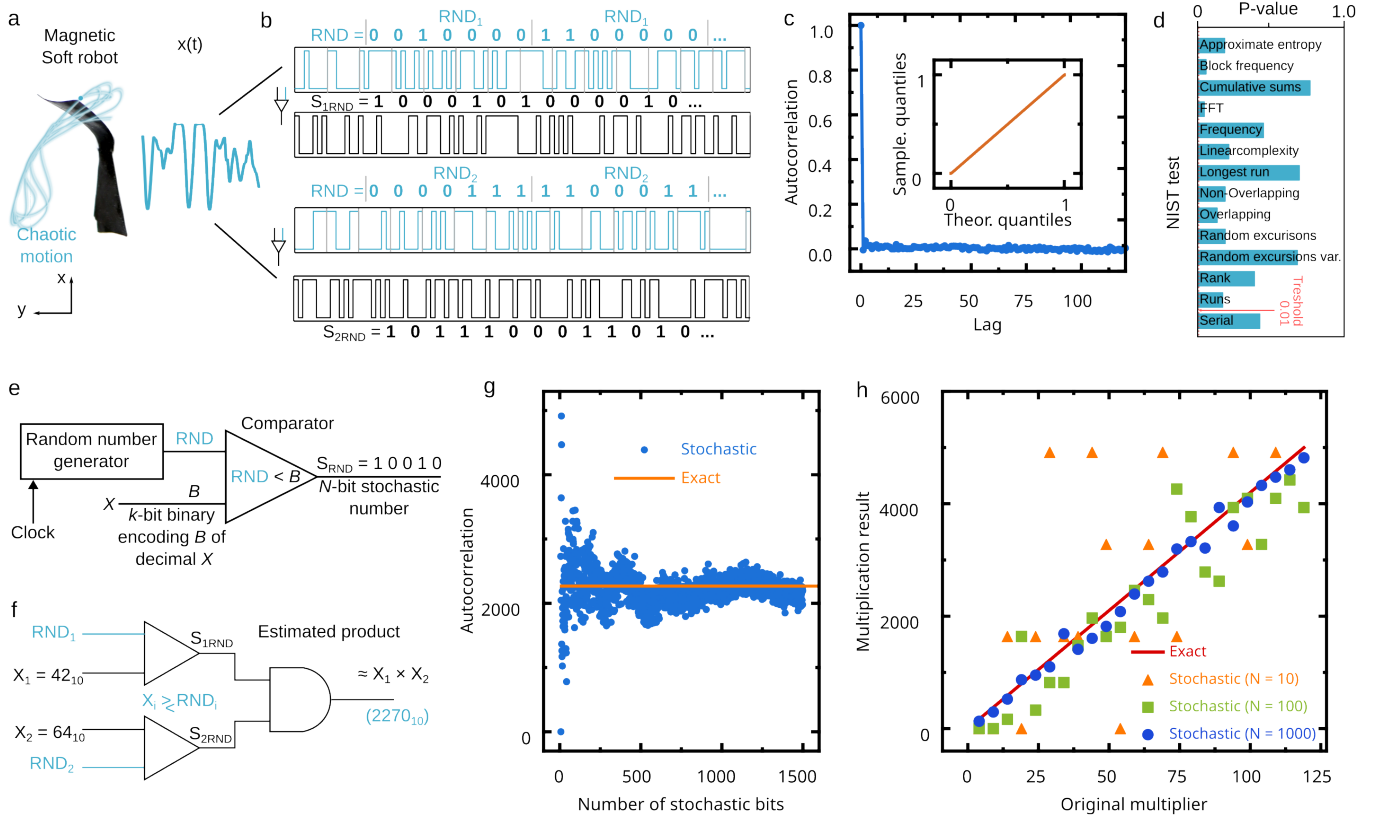 a
Magnetic
Soft robot
x(t)
Chaotic
motion
x
y
b
RND₁ RND₁
RND = 0 0 1 0 0 0 0 1 1 0 0 0 0 0 0 ...
S₁RND = 1 0 0 0 1 0 1 0 0 0 0 1 0 ...
RND₂ RND₂
RND = 0 0 0 0 1 1 1 1 1 0 0 0 1 1 ...
S₂RND = 1 0 1 1 1 0 0 0 1 0 1 0 ...
c
Autocorrelation
1.0
0.8
0.6
0.4
0.2
0.0
0 25 50 75 100
Lag
Sample. quantiles
1
0
0 1
Theor. quantiles
d
P-value
0 1.0
NIST test
Approximate entropy
Block frequency
Cumulative sums
FFT
Frequency
Linearcomplexity
Longest run
Non-Overlapping
Overlapping
Random excurisons
Random excursions var.
Rank
Runs
Serial
Treshold
0.01
e
Random number
generator
Clock
RND
Comparator
RND < B
X
B
k-bit binary
encoding B of
decimal X
S_RND = 1 0 0 1 0
N-bit stochastic
number
f
RND₁
X₁ = 42₁₀
Xᵢ ≷ RNDᵢ
X₂ = 64₁₀
RND₂
S₁RND
S₂RND
Estimated product
≈ X₁ × X₂
(2270₁₀)
g
Autocorrelation
4000
2000
0
0 500 1000 1500
Number of stochastic bits
Stochastic
Exact
h
Multiplication result
6000
4000
2000
0
0 25 50 75 100 125
Original multiplier
Exact
Stochastic (N = 10)
Stochastic (N = 100)
Stochastic (N = 1000)